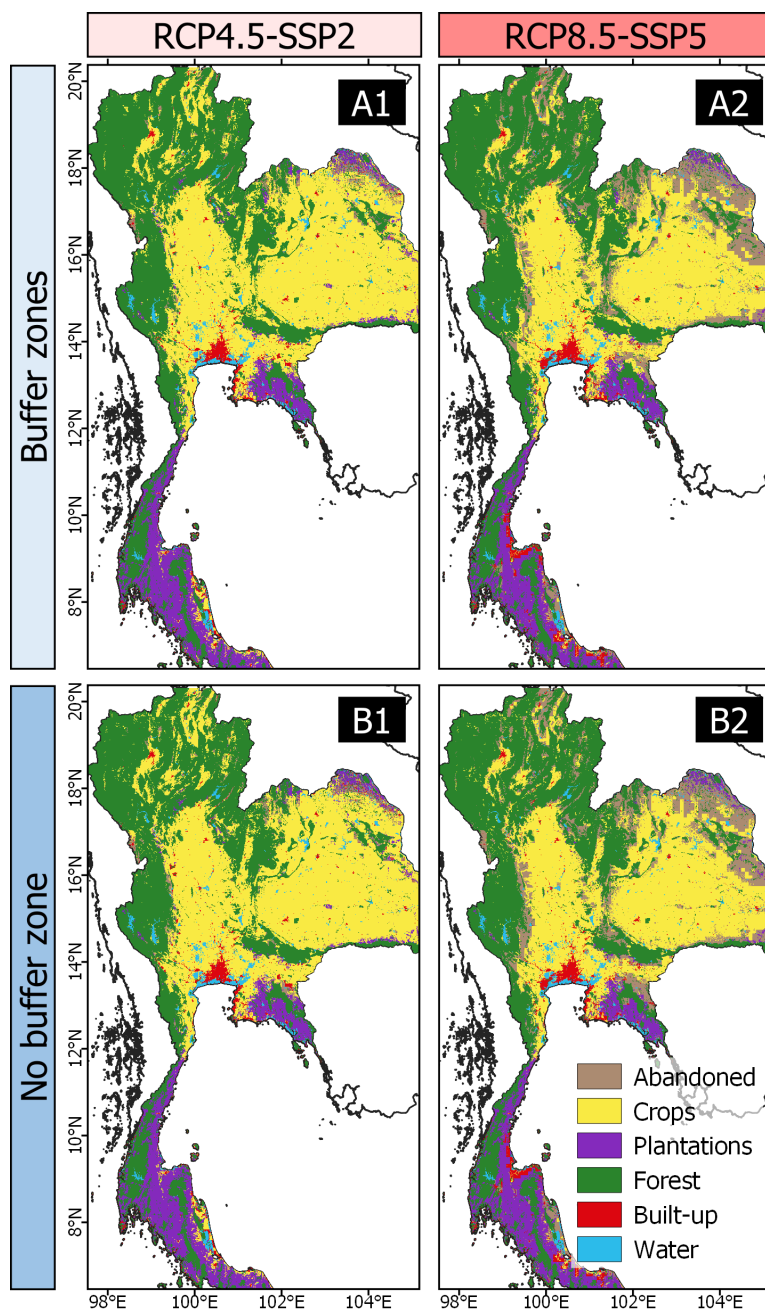 RCP4.5-SSP2
RCP8.5-SSP5
Buffer zones
20°N
18°N
16°N
14°N
12°N
10°N
8°N
A1
A2
No buffer zone
20°N
18°N
16°N
14°N
12°N
10°N
8°N
B1
B2
Abandoned
Crops
Plantations
Forest
Built-up
Water
98°E
100°E
104°E
98°E
100°E
104°E